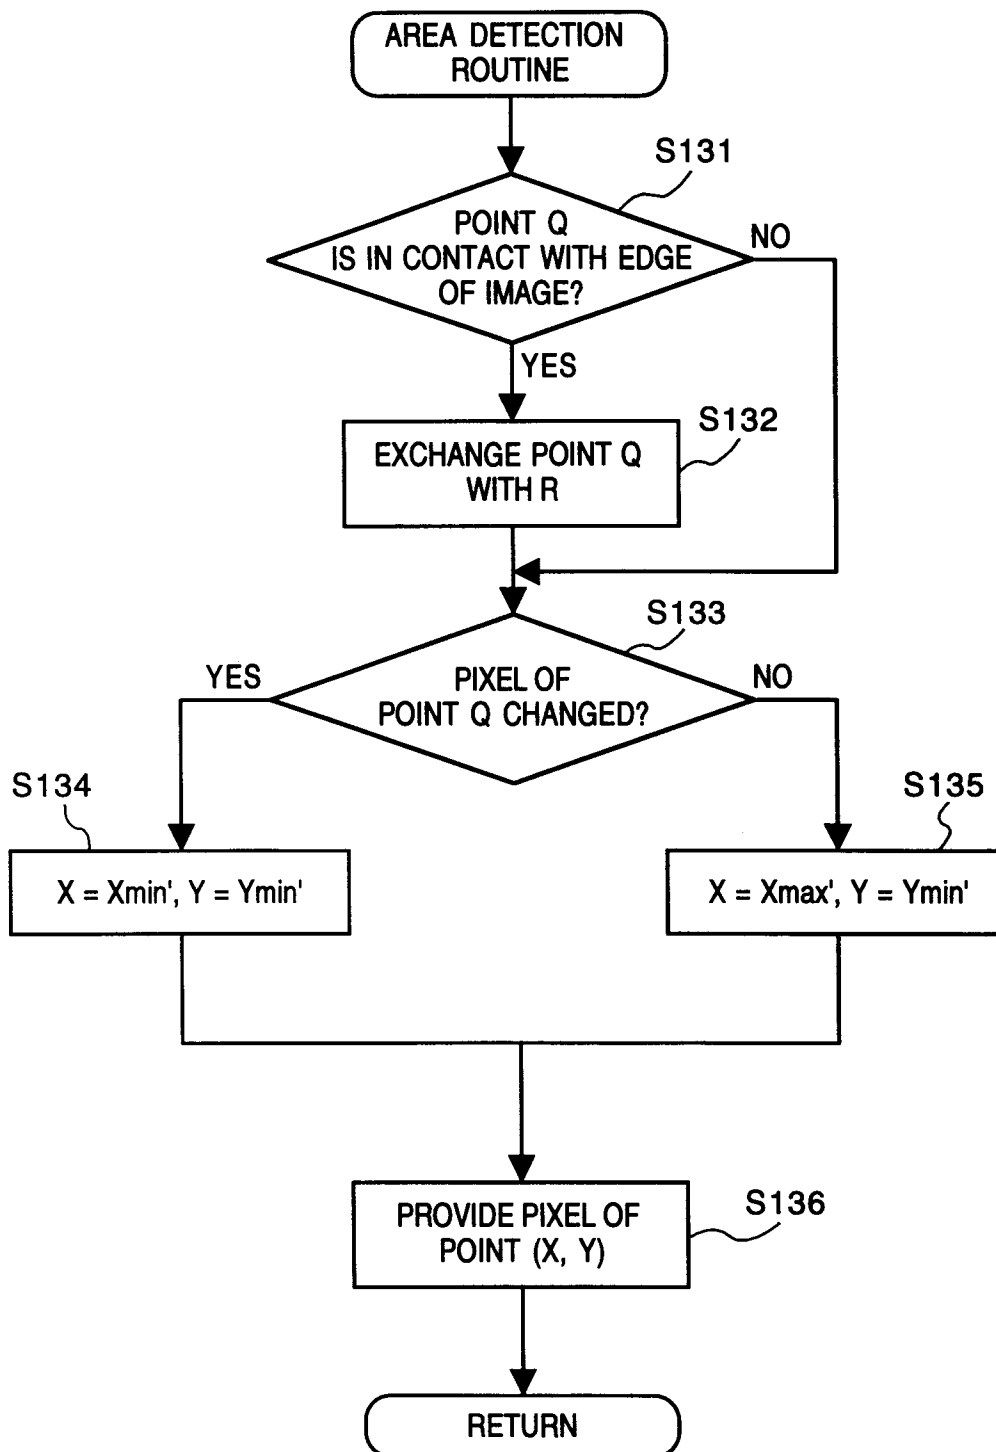 AREA DETECTION
ROUTINE
S131
POINT Q
IS IN CONTACT WITH EDGE
OF IMAGE?
NO
YES
S132
EXCHANGE POINT Q
WITH R
S133
YES
PIXEL OF
POINT Q CHANGED?
NO
S134
S135
X = Xmin', Y = Ymin'
X = Xmax', Y = Ymin'
S136
PROVIDE PIXEL OF
POINT (X, Y)
RETURN